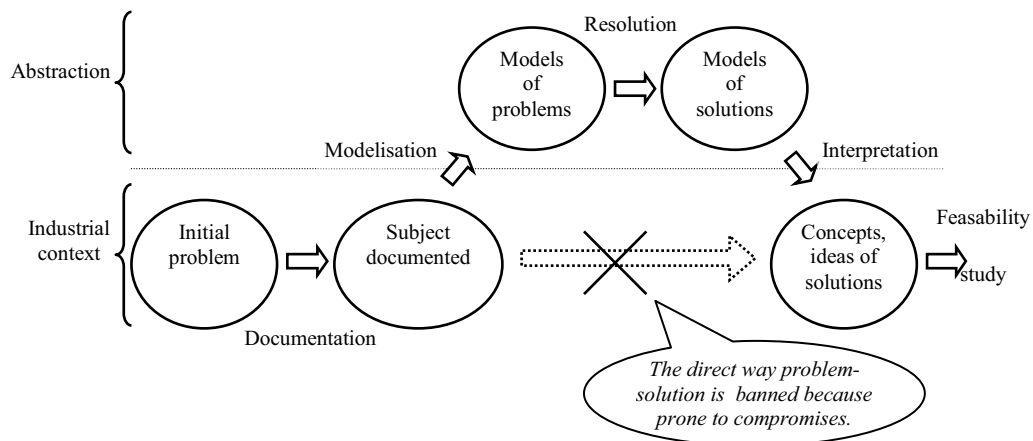 Resolution
Abstraction
Models
of
problems
Models
of
solutions
Modelisation
Interpretation
Industrial
context
Initial
problem
Subject
documented
Concepts,
ideas of
solutions
Feasability
study
Documentation
The direct way problem-
solution is banned because
prone to compromises.